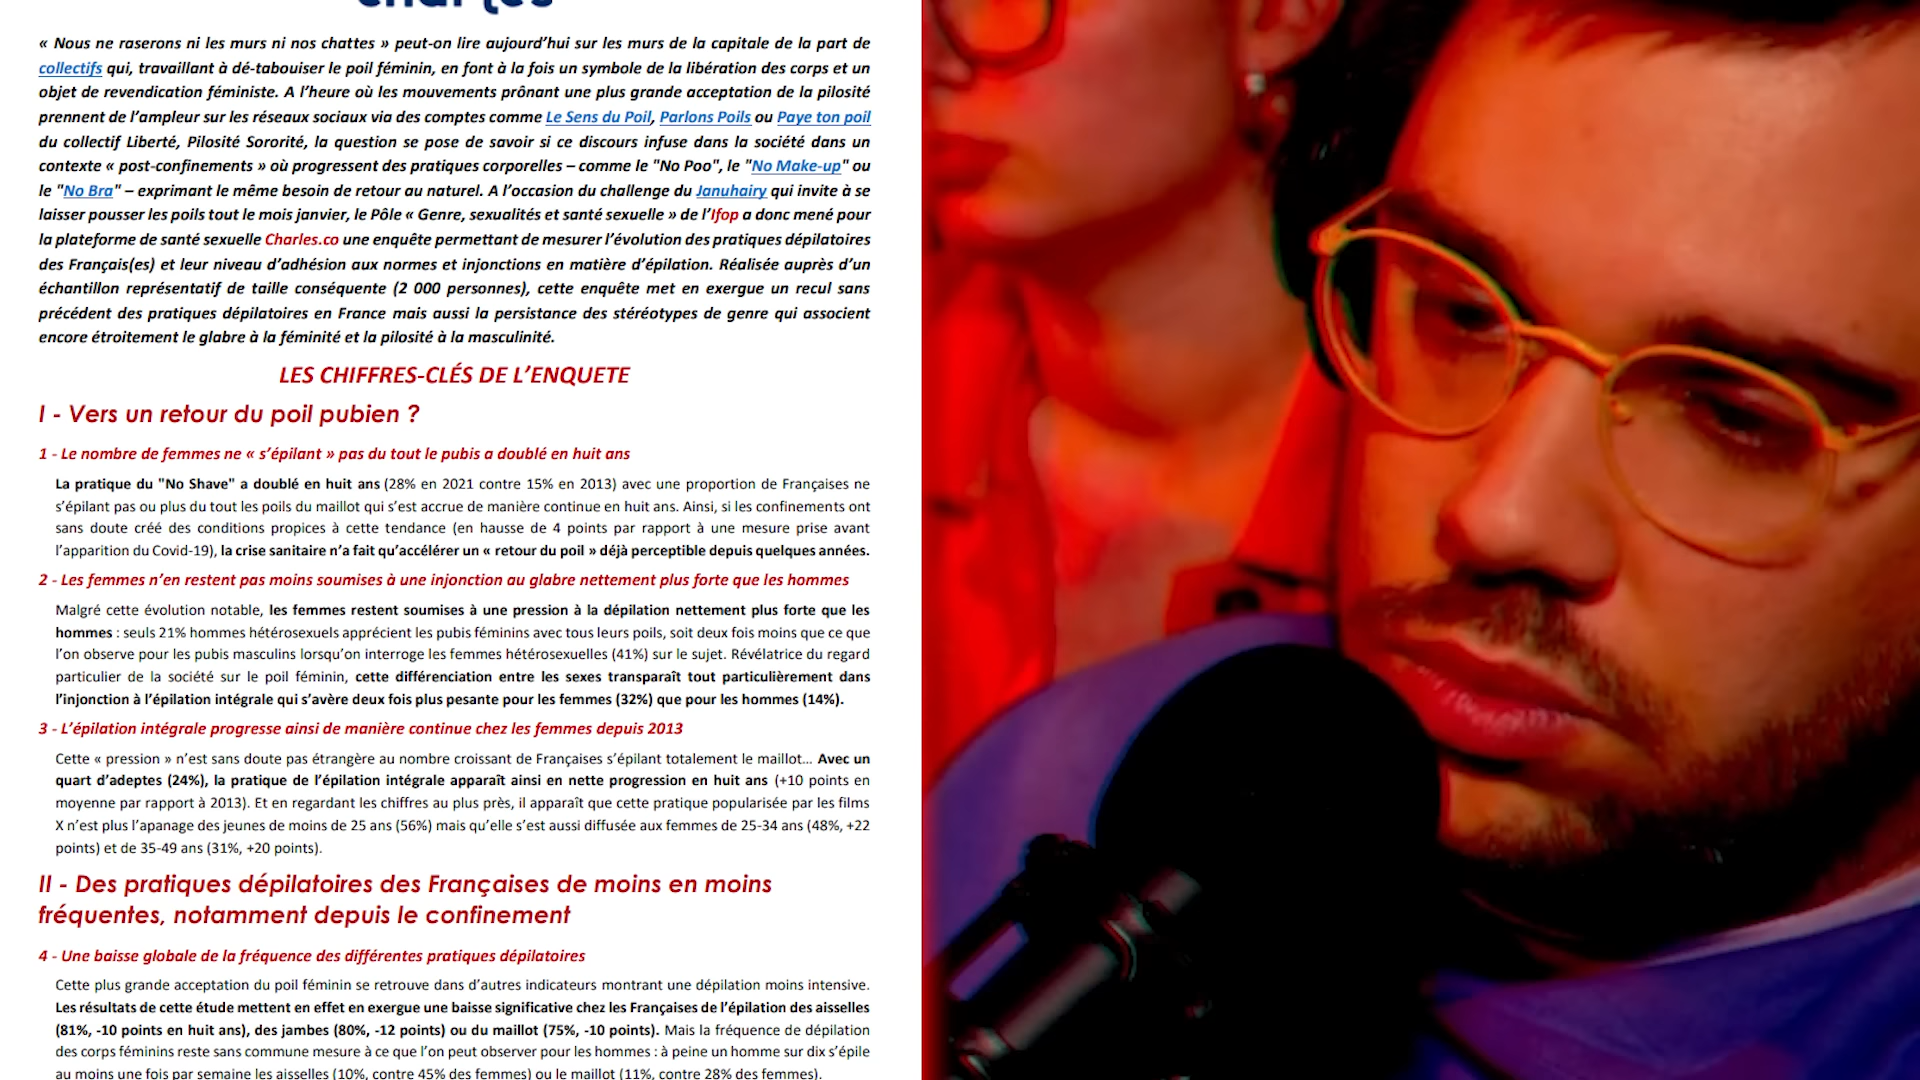 charles
« Nous ne raserons ni les murs ni nos chattes » peut-on lire aujourd’hui sur les murs de la capitale de la part de
collectifs qui, travaillant à dé-tabouiser le poil féminin, en font à la fois un symbole de la libération des corps et un
objet de revendication féministe. A l’heure où les mouvements prônant une plus grande acceptation de la pilosité
prennent de l’ampleur sur les réseaux sociaux via des comptes comme Le Sens du Poil, Parlons Poils ou Paye ton poil
du collectif Liberté, Pilosité Sororité, la question se pose de savoir si ce discours infuse dans la société dans un
contexte « post-confinements » où progressent des pratiques corporelles – comme le "No Poo", le "No Make-up" ou
le "No Bra" – exprimant le même besoin de retour au naturel. A l’occasion du challenge du Januhairy qui invite à se
laisser pousser les poils tout le mois janvier, le Pôle « Genre, sexualités et santé sexuelle » de l’Ifop a donc mené pour
la plateforme de santé sexuelle Charles.co une enquête permettant de mesurer l’évolution des pratiques dépilatoires
des Français(es) et leur niveau d’adhésion aux normes et injonctions en matière d’épilation. Réalisée auprès d’un
échantillon représentatif de taille conséquente (2 000 personnes), cette enquête met en exergue un recul sans
précédent des pratiques dépilatoires en France mais aussi la persistance des stéréotypes de genre qui associent
encore étroitement le glabre à la féminité et la pilosité à la masculinité.
LES CHIFFRES-CLÉS DE L’ENQUETE
I - Vers un retour du poil pubien ?
1 - Le nombre de femmes ne « s’épilant » pas du tout le pubis a doublé en huit ans
La pratique du "No Shave" a doublé en huit ans (28% en 2021 contre 15% en 2013) avec une proportion de Françaises ne
s’épilant pas ou plus du tout les poils du maillot qui s’est accrue de manière continue en huit ans. Ainsi, si les confinements ont
sans doute créé des conditions propices à cette tendance (en hausse de 4 points par rapport à une mesure prise avant
l’apparition du Covid-19), la crise sanitaire n’a fait qu’accélérer un « retour du poil » déjà perceptible depuis quelques années.
2 - Les femmes n’en restent pas moins soumises à une injonction au glabre nettement plus forte que les hommes
Malgré cette évolution notable, les femmes restent soumises à une pression à la dépilation nettement plus forte que les
hommes : seuls 21% hommes hétérosexuels apprécient les pubis féminins avec tous leurs poils, soit deux fois moins que ce que
l’on observe pour les pubis masculins lorsqu’on interroge les femmes hétérosexuelles (41%) sur le sujet. Révélatrice du regard
particulier de la société sur le poil féminin, cette différenciation entre les sexes transparaît tout particulièrement dans
l’injonction à l’épilation intégrale qui s’avère deux fois plus pesante pour les femmes (32%) que pour les hommes (14%).
3 - L’épilation intégrale progresse ainsi de manière continue chez les femmes depuis 2013
Cette « pression » n’est sans doute pas étrangère au nombre croissant de Françaises s’épilant totalement le maillot… Avec un
quart d’adeptes (24%), la pratique de l’épilation intégrale apparaît ainsi en nette progression en huit ans (+10 points en
moyenne par rapport à 2013). Et en regardant les chiffres au plus près, il apparaît que cette pratique popularisée par les films
X n’est plus l’apanage des jeunes de moins de 25 ans (56%) mais qu’elle s’est aussi diffusée aux femmes de 25-34 ans (48%, +22
points) et de 35-49 ans (31%, +20 points).
II - Des pratiques dépilatoires des Françaises de moins en moins
fréquentes, notamment depuis le confinement
4 - Une baisse globale de la fréquence des différentes pratiques dépilatoires
Cette plus grande acceptation du poil féminin se retrouve dans d’autres indicateurs montrant une dépilation moins intensive.
Les résultats de cette étude mettent en effet en exergue une baisse significative chez les Françaises de l’épilation des aisselles
(81%, -10 points en huit ans), des jambes (80%, -12 points) ou du maillot (75%, -10 points). Mais la fréquence de dépilation
des corps féminins reste sans commune mesure à ce que l’on peut observer pour les hommes : à peine un homme sur dix s’épile
au moins une fois par semaine les aisselles (10%, contre 45% des femmes) ou le maillot (11%, contre 28% des femmes).